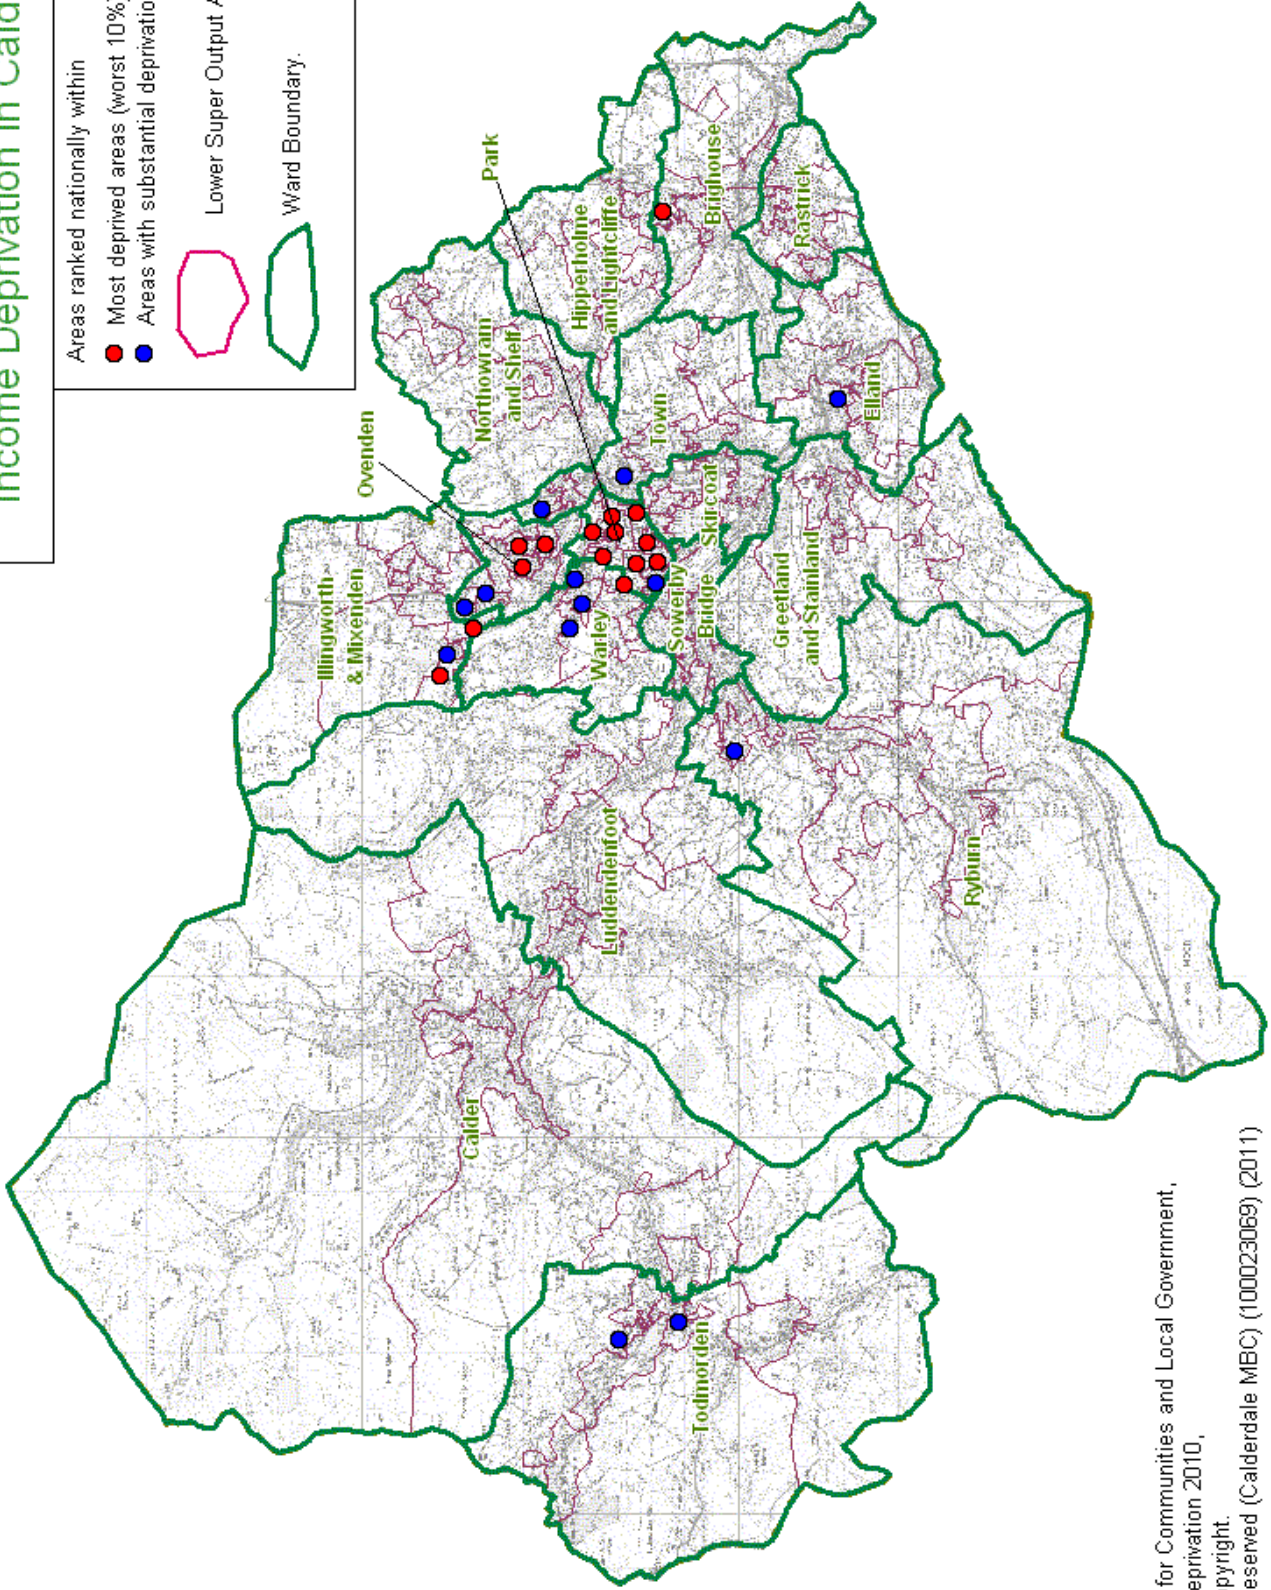 Income Deprivation in Cald
Areas ranked nationally within
Most deprived areas (worst 10%)
Areas with substantial deprivatio
Lower Super Output A
Ward Boundary.
Park
Ovenden
Illingworth
& Mixenden
Northowram
and Shelf
Hipperholme
and Lightcliffe
Brighouse
Rastrick
Town
Elland
Skircoat
Warley
Sowerby
Bridge
Greetland
and Stainland
Luddendenfoot
Ryburn
Calder
Todmorden
for Communities and Local Government,
eprivation 2010,
pyright.
eserved (Calderdale MBC) (100023069) (2011)